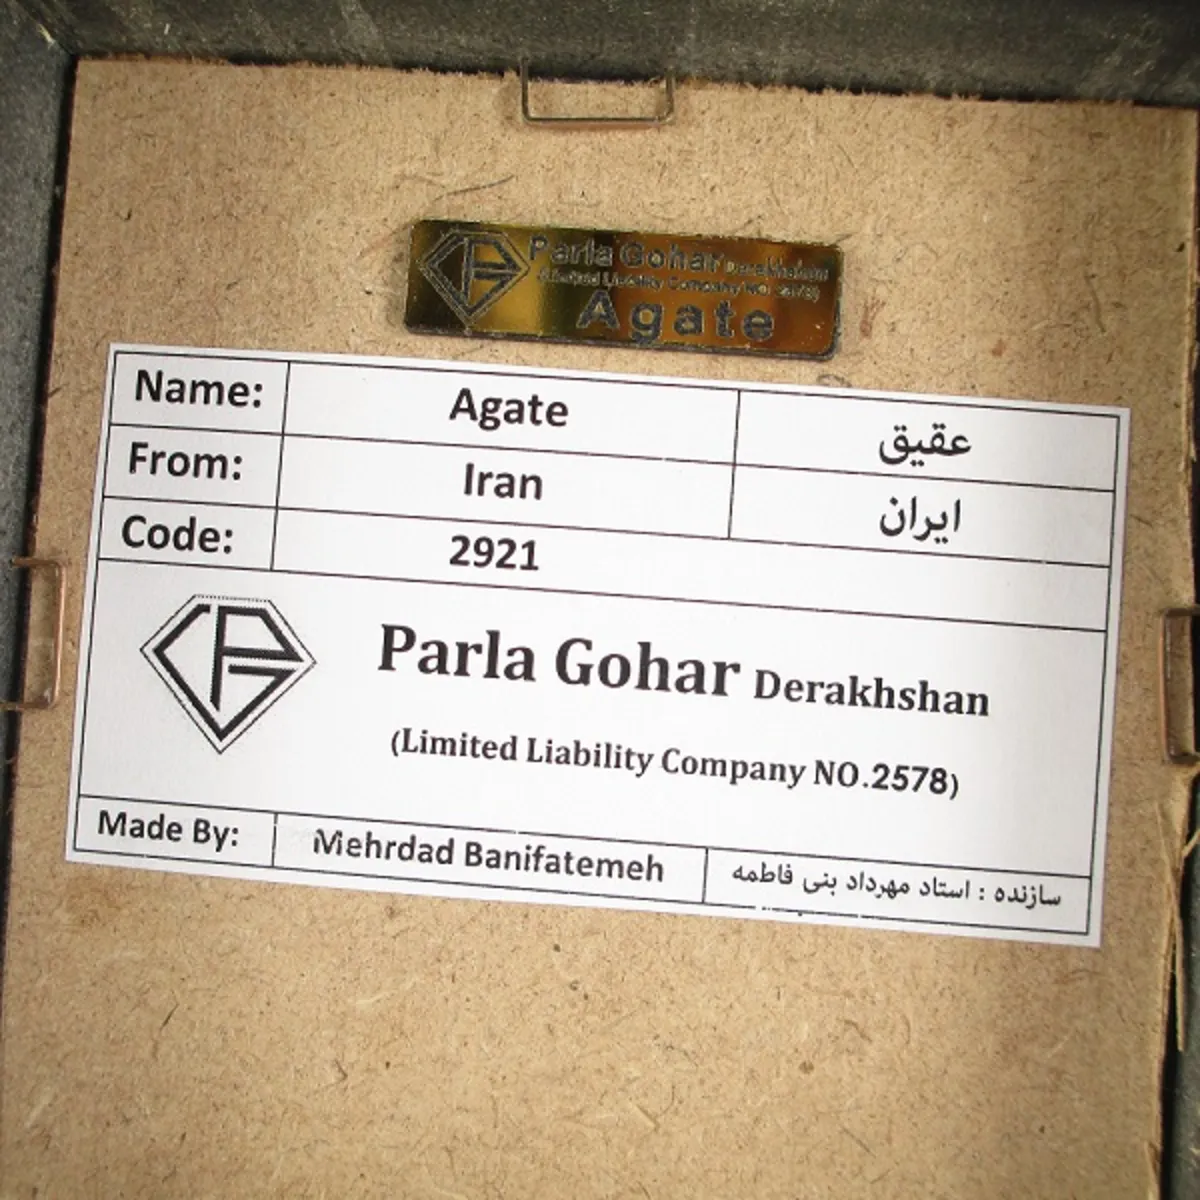 Parla Gohar Derakhshan
(Limited Liability Company NO. 2578)
Agate
Name: Agate عقیق
From: Iran ایران
Code: 2921
Parla Gohar Derakhshan
(Limited Liability Company NO.2578)
Made By: Mehrdad Banifatemeh سازنده : استاد مهرداد بنی فاطمه